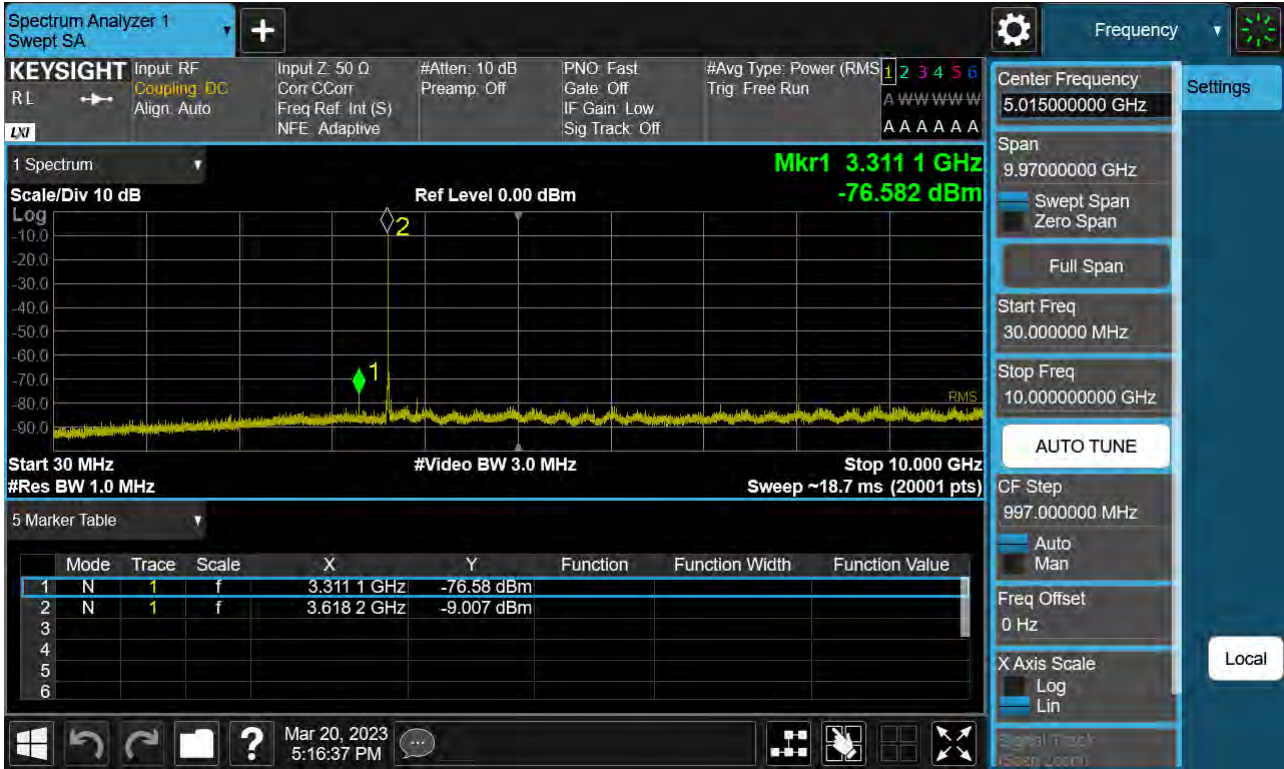 Spectrum Analyzer 1
Swept SA
Frequency
KEYSIGHT
RL
LXI
Input: RF
Coupling: DC
Align: Auto
Input Z: 50 Ω
Corr CCorr
Freq Ref: Int (S)
NFE: Adaptive
#Atten: 10 dB
Preamp: Off
PNO: Fast
Gate: Off
IF Gain: Low
Sig Track: Off
#Avg Type: Power (RMS
Trig: Free Run
1 2 3 4 5 6
A W W W W W
A A A A A A
1 Spectrum
Mkr1 3.311 1 GHz
-76.582 dBm
Scale/Div 10 dB
Ref Level 0.00 dBm
Log
-10.0
-20.0
-30.0
-40.0
-50.0
-60.0
-70.0
-80.0
-90.0
2
1
RMS
Start 30 MHz
#Video BW 3.0 MHz
Stop 10.000 GHz
#Res BW 1.0 MHz
Sweep ~18.7 ms (20001 pts)
5 Marker Table
Mode Trace Scale X Y Function Function Width Function Value
1 N 1 f 3.311 1 GHz -76.58 dBm
2 N 1 f 3.618 2 GHz -9.007 dBm
3
4
5
6
Mar 20, 2023
5:16:37 PM
Center Frequency
5.015000000 GHz
Span
9.97000000 GHz
Swept Span
Zero Span
Full Span
Start Freq
30.000000 MHz
Stop Freq
10.000000000 GHz
AUTO TUNE
CF Step
997.000000 MHz
Auto
Man
Freq Offset
0 Hz
X Axis Scale
Log
Lin
Signal Track
(Span Zoom)
Settings
Local